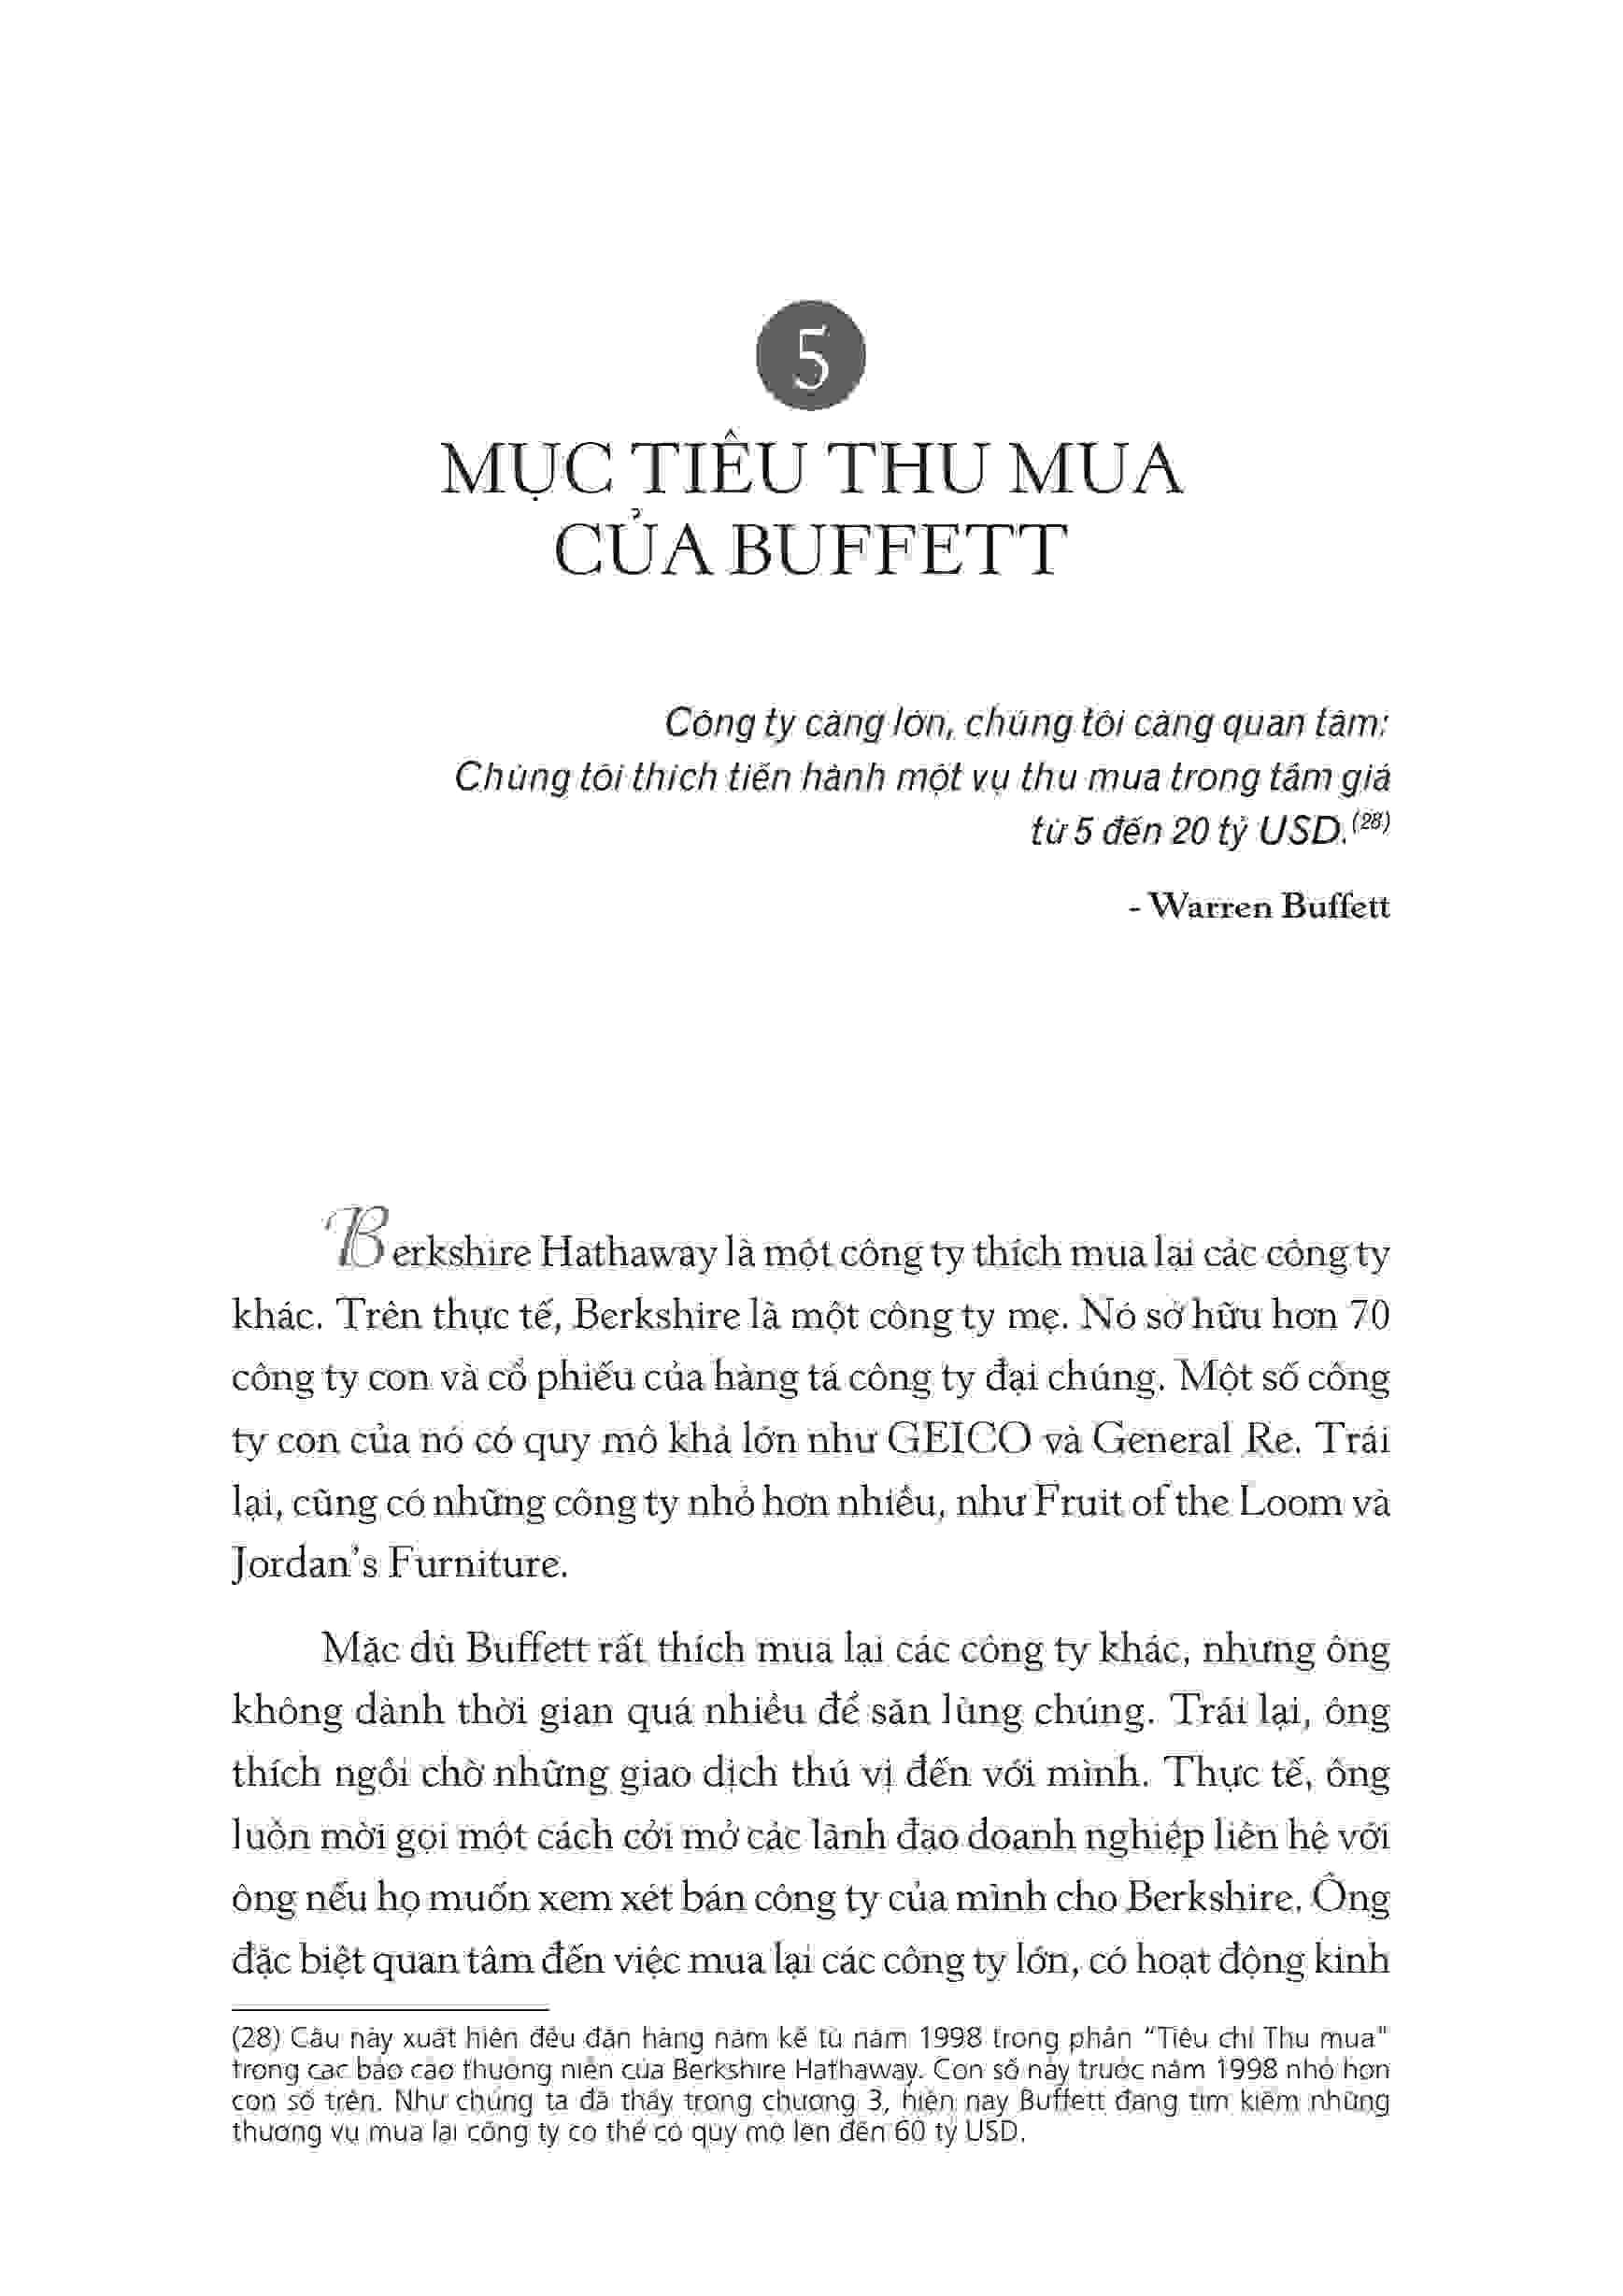 5
MỤC TIÊU THU MUA
CỦA BUFFETT
Công ty càng lớn, chúng tôi càng quan tâm;
Chúng tôi thích tiến hành một vụ thu mua trong tầm giá
từ 5 đến 20 tỷ USD.(28)
- Warren Buffett
Berkshire Hathaway là một công ty thích mua lại các công ty
khác. Trên thực tế, Berkshire là một công ty mẹ. Nó sở hữu hơn 70
công ty con và cổ phiếu của hàng tá công ty đại chúng. Một số công
ty con của nó có quy mô khá lớn như GEICO và General Re. Trái
lại, cũng có những công ty nhỏ hơn nhiều, như Fruit of the Loom và
Jordan's Furniture.
Mặc dù Buffett rất thích mua lại các công ty khác, nhưng ông
không dành thời gian quá nhiều để săn lùng chúng. Trái lại, ông
thích ngồi chờ những giao dịch thú vị đến với mình. Thực tế, ông
luôn mời gọi một cách cởi mở các lãnh đạo doanh nghiệp liên hệ với
ông nếu họ muốn xem xét bán công ty của mình cho Berkshire. Ông
đặc biệt quan tâm đến việc mua lại các công ty lớn, có hoạt động kinh
(28) Câu này xuất hiện đều đặn hàng năm kể từ năm 1998 trong phần “Tiêu chí Thu mua"
trong các báo cáo thường niên của Berkshire Hathaway. Con số này trước năm 1998 nhỏ hơn
con số trên. Như chúng ta đã thấy trong chương 3, hiện nay Buffett đang tìm kiếm những
thương vụ mua lại công ty có thể có quy mô lên đến 60 tỷ USD.